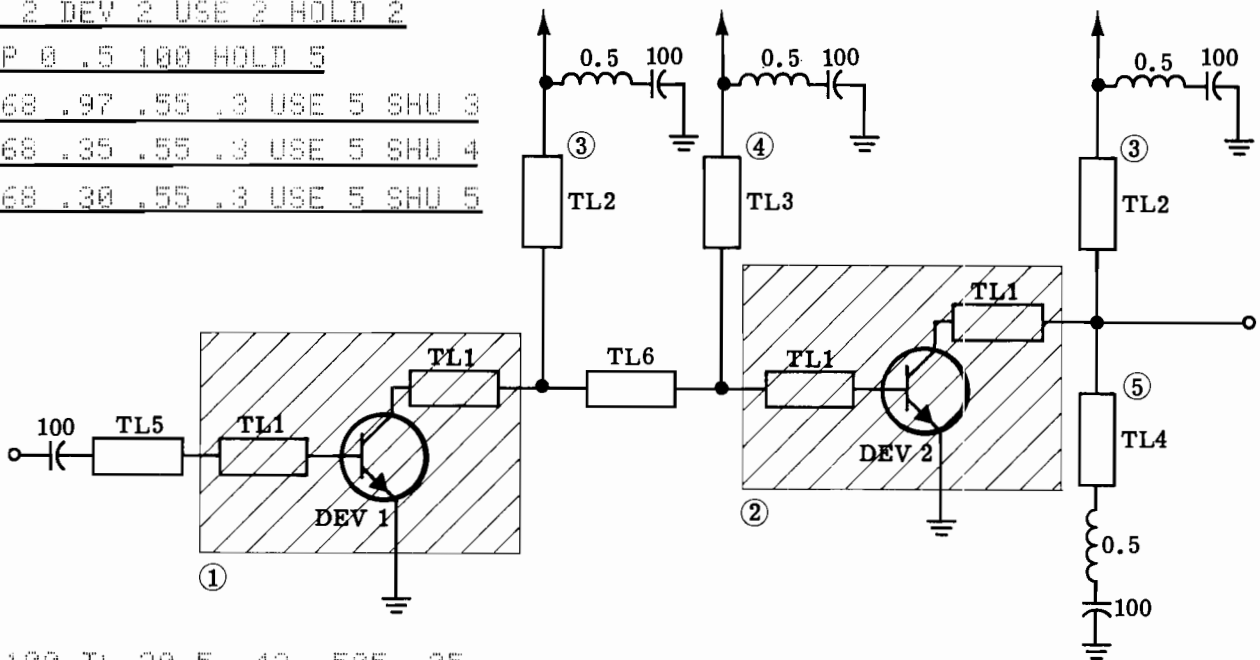 2 DEV 2 USE 2 HOLD 2
P 0 .5 100 HOLD 5
68 .97 .55 .3 USE 5 SHU 3
68 .35 .55 .3 USE 5 SHU 4
68 .30 .55 .3 USE 5 SHU 5
0.5 100
0.5 100
0.5 100
③ ④ ③
TL2 TL3 TL2
TL1
TL1 TL6 TL1
⑤
100 TL5 TL1
TL4
DEV 2
②
DEV 1
0.5
①
100